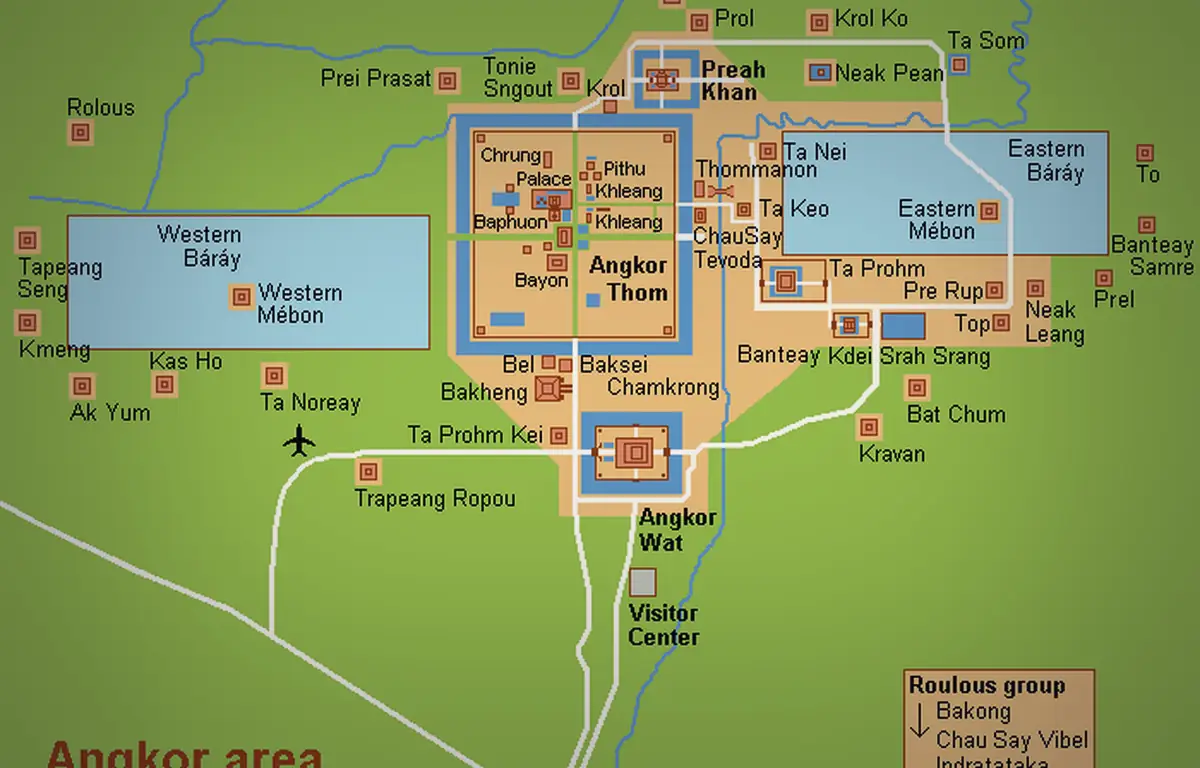 Prol
Krol Ko
Ta Som
Prei Prasat
Tonie
Sngout
Krol
Preah
Khan
Neak Pean
Rolous
Chrung
Pithu
Palace
Khleang
Baphuon
Khleang
Bayon
Angkor
Thom
Thommanon
Ta Nei
Ta Keo
ChauSay
Tevoda
Eastern
Báráy
Eastern
Mébon
To
Banteay
Samre
Prel
Western
Báráy
Western
Mébon
Tapeang
Seng
Kmeng
Ta Prohm
Pre Rup
Top
Neak
Leang
Banteay Kdei
Srah Srang
Kas Ho
Ak Yum
Ta Noreay
Bel
Baksei
Chamkrong
Bakheng
Bat Chum
Kravan
Ta Prohm Kei
Trapeang Ropou
Angkor
Wat
Visitor
Center
Roulous group
Bakong
Chau Say Vibel
Indratataka
Angkor area